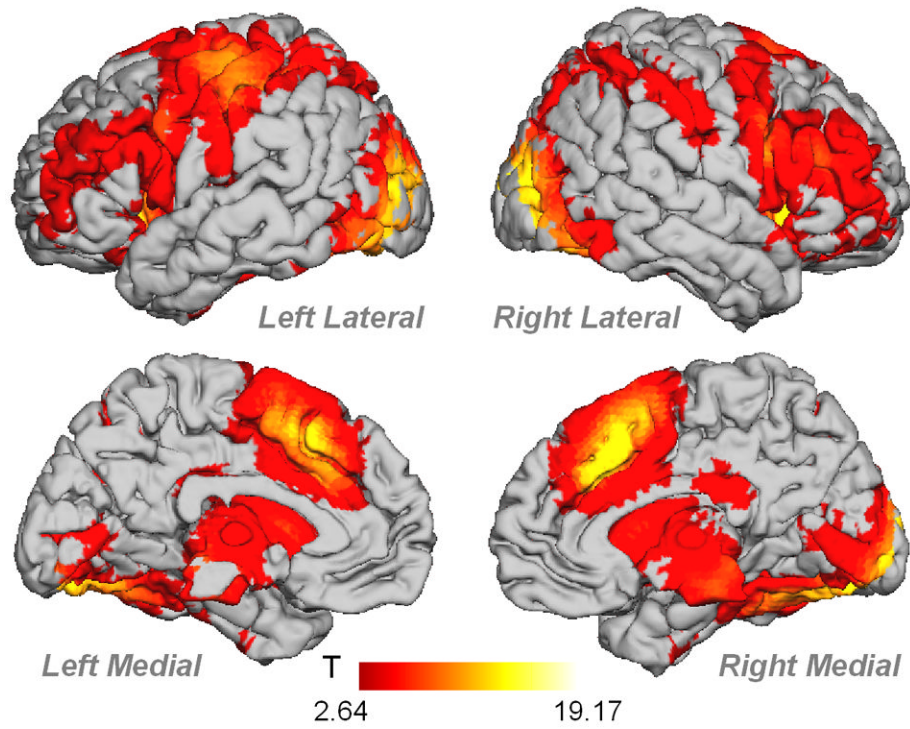 Left Lateral
Right Lateral
Left Medial
T
Right Medial
2.64
19.17